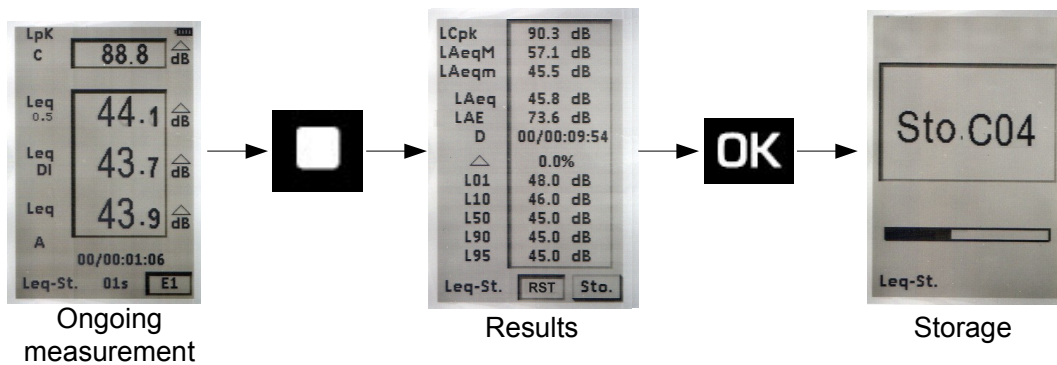 LpK
C
88.8
dB
Leq
0.5
44.1
dB
Leq
DI
43.7
dB
Leq
A
43.9
dB
00/00:01:06
Leq-St. 01s E1
Ongoing
measurement
LCpk 90.3 dB
LAeqM 57.1 dB
LAeqm 45.5 dB
LAeq 45.8 dB
LAE 73.6 dB
D 00/00:09:54
0.0%
L01 48.0 dB
L10 46.0 dB
L50 45.0 dB
L90 45.0 dB
L95 45.0 dB
Leq-St. RST Sto.
Results
OK
Sto.C04
Leq-St.
Storage